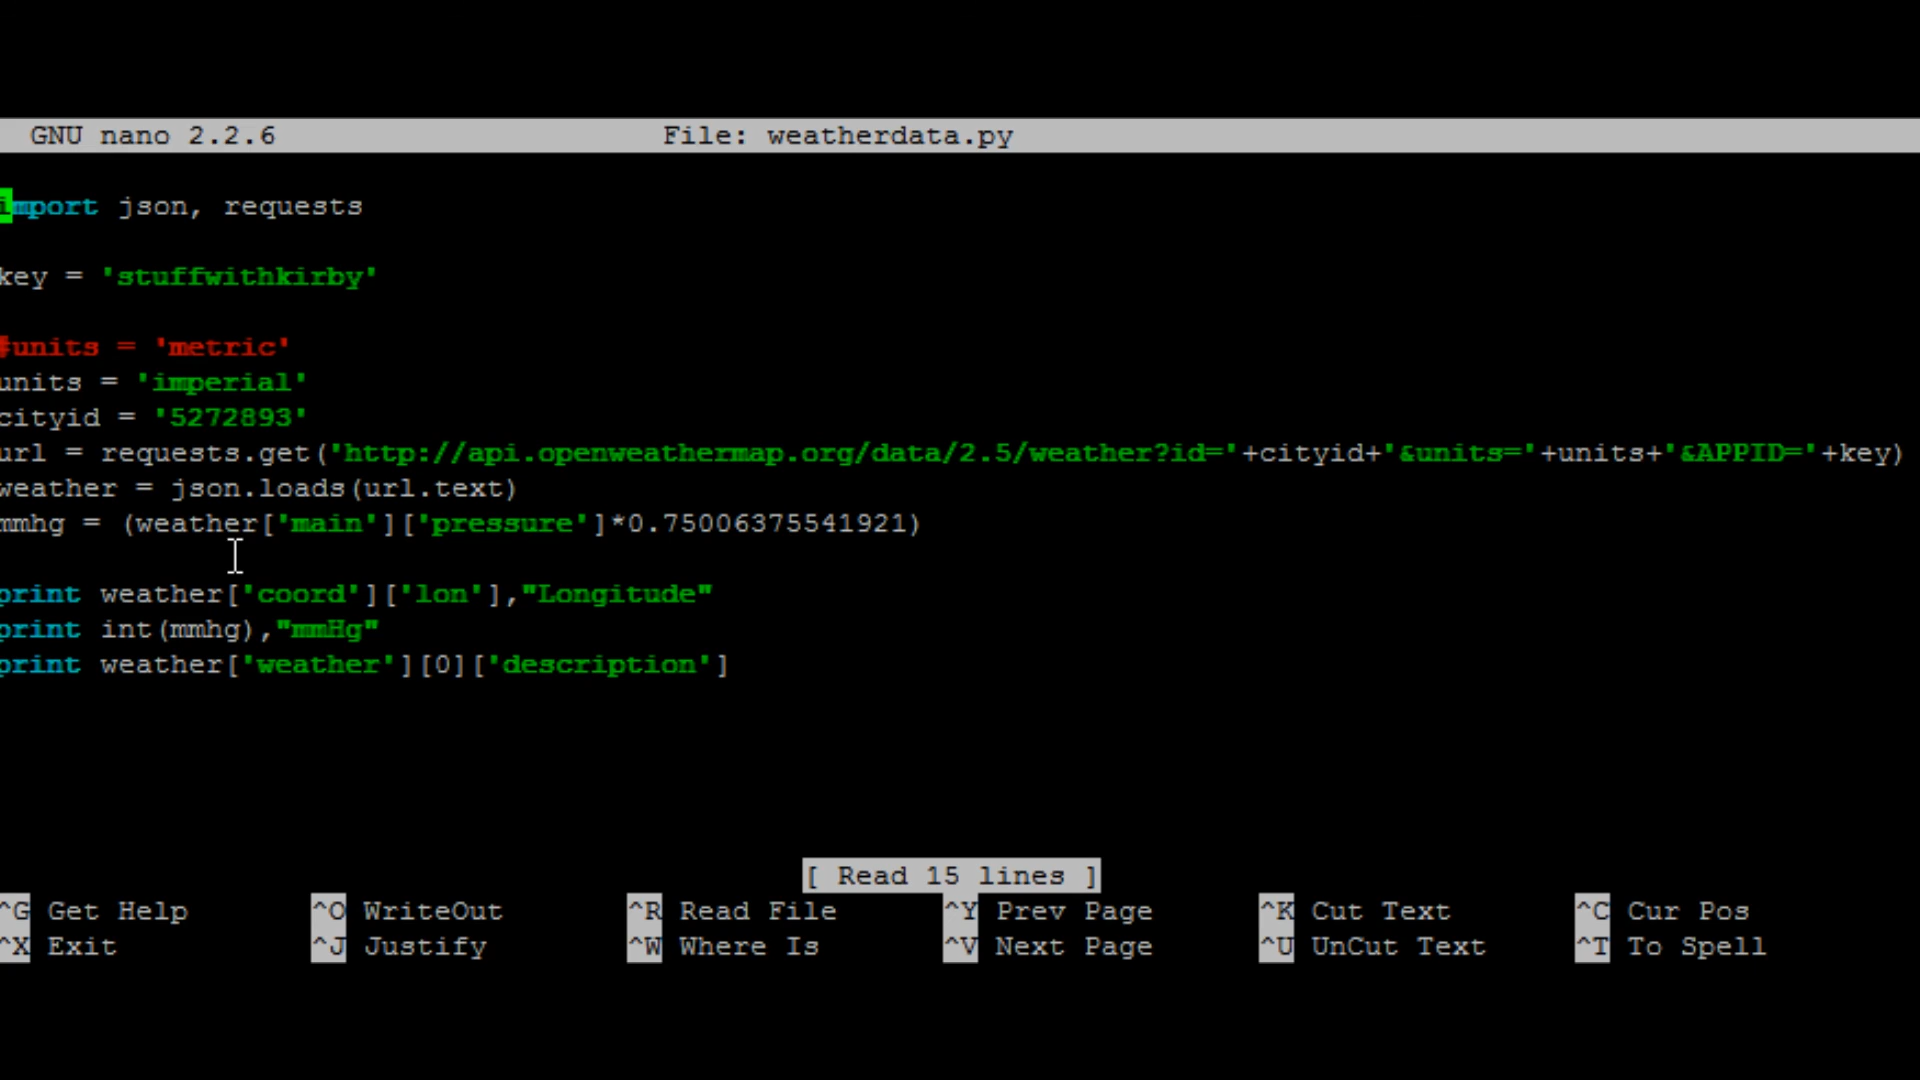 GNU nano 2.2.6 File: weatherdata.py
import json, requests
key = 'stuffwithkirby'
#units = 'metric'
units = 'imperial'
cityid = '5272893'
url = requests.get('http://api.openweathermap.org/data/2.5/weather?id='+cityid+'&units='+units+'&APPID='+key)
weather = json.loads(url.text)
mmhg = (weather['main']['pressure']*0.75006375541921)
print weather['coord']['lon'],"Longitude"
print int(mmhg),"mmHg"
print weather['weather'][0]['description']
[ Read 15 lines ]
^G Get Help ^O WriteOut ^R Read File ^Y Prev Page ^K Cut Text ^C Cur Pos
^X Exit ^J Justify ^W Where Is ^V Next Page ^U UnCut Text ^T To Spell